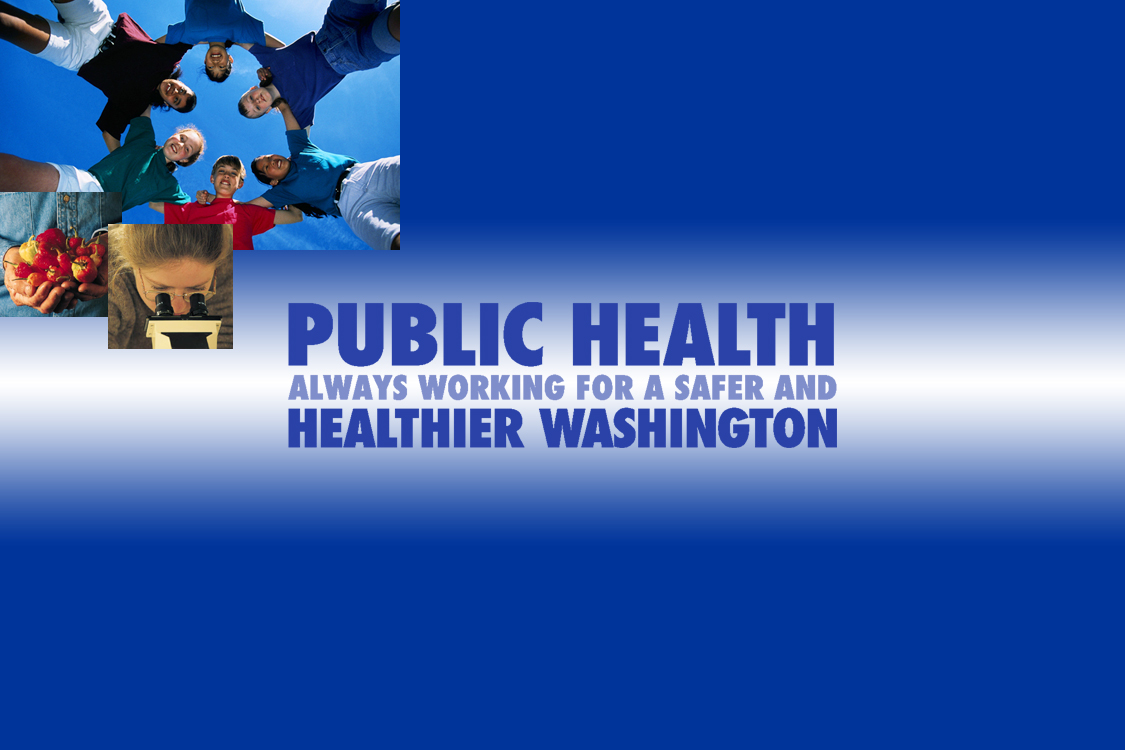 PUBLIC HEALTH
ALWAYS WORKING FOR A SAFER AND
HEALTHIER WASHINGTON